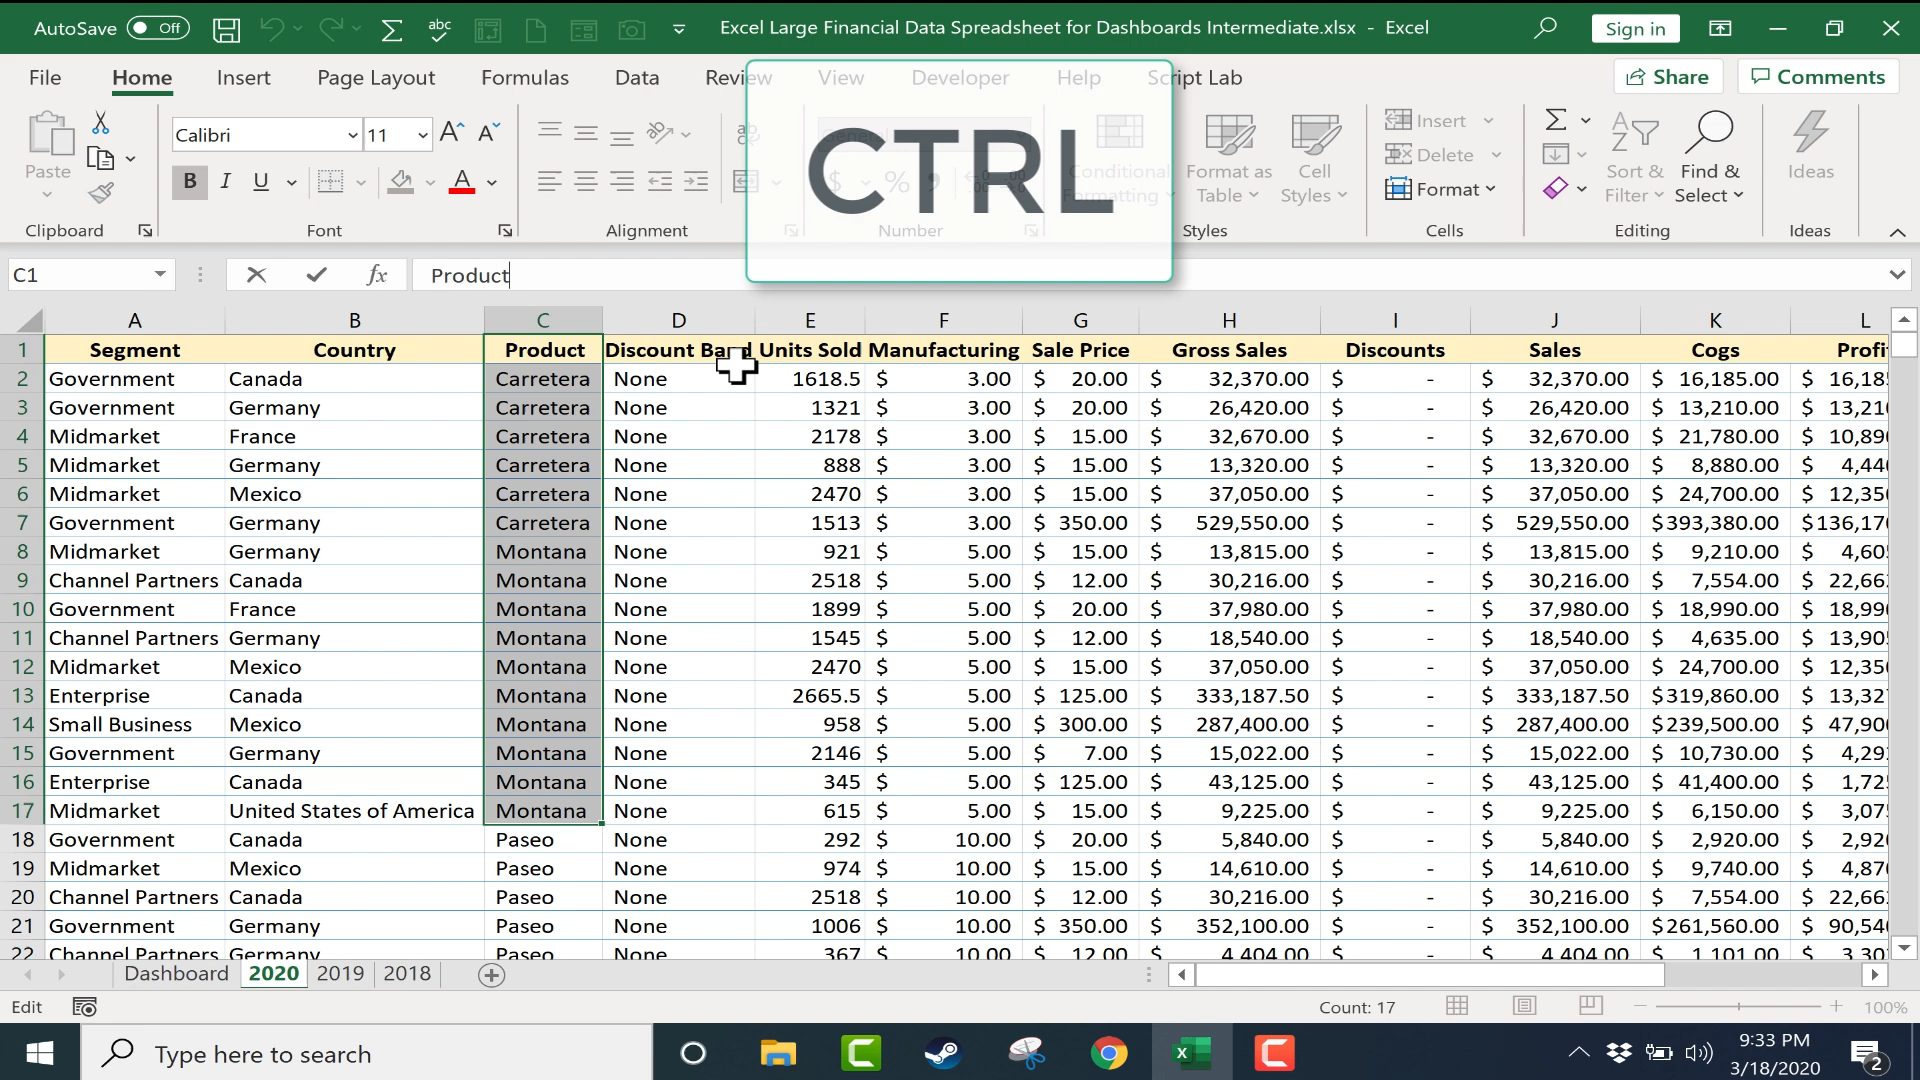 AutoSave Off Excel Large Financial Data Spreadsheet for Dashboards Intermediate.xlsx - Excel Sign in
File Home Insert Page Layout Formulas Data Review View Developer Help Script Lab Share Comments
CTRL
Paste Calibri 11 Conditional Formatting Format as Table Cell Styles Insert Delete Format Sort & Filter Find & Select Ideas
Clipboard Font Alignment Number Styles Cells Editing Ideas
C1 fx Product
A B C D E F G H I J K L
1 Segment Country Product Discount Band Units Sold Manufacturing Sale Price Gross Sales Discounts Sales Cogs Profi
2 Government Canada Carretera None 1618.5 $ 3.00 $ 20.00 $ 32,370.00 $ - $ 32,370.00 $ 16,185.00 $ 16,185
3 Government Germany Carretera None 1321 $ 3.00 $ 20.00 $ 26,420.00 $ - $ 26,420.00 $ 13,210.00 $ 13,210
4 Midmarket France Carretera None 2178 $ 3.00 $ 15.00 $ 32,670.00 $ - $ 32,670.00 $ 21,780.00 $ 10,890
5 Midmarket Germany Carretera None 888 $ 3.00 $ 15.00 $ 13,320.00 $ - $ 13,320.00 $ 8,880.00 $ 4,440
6 Midmarket Mexico Carretera None 2470 $ 3.00 $ 15.00 $ 37,050.00 $ - $ 37,050.00 $ 24,700.00 $ 12,350
7 Government Germany Carretera None 1513 $ 3.00 $ 350.00 $ 529,550.00 $ - $ 529,550.00 $393,380.00 $136,170
8 Midmarket Germany Montana None 921 $ 5.00 $ 15.00 $ 13,815.00 $ - $ 13,815.00 $ 9,210.00 $ 4,605
9 Channel Partners Canada Montana None 2518 $ 5.00 $ 12.00 $ 30,216.00 $ - $ 30,216.00 $ 7,554.00 $ 22,662
10 Government France Montana None 1899 $ 5.00 $ 20.00 $ 37,980.00 $ - $ 37,980.00 $ 18,990.00 $ 18,990
11 Channel Partners Germany Montana None 1545 $ 5.00 $ 12.00 $ 18,540.00 $ - $ 18,540.00 $ 4,635.00 $ 13,905
12 Midmarket Mexico Montana None 2470 $ 5.00 $ 15.00 $ 37,050.00 $ - $ 37,050.00 $ 24,700.00 $ 12,350
13 Enterprise Canada Montana None 2665.5 $ 5.00 $ 125.00 $ 333,187.50 $ - $ 333,187.50 $319,860.00 $ 13,327
14 Small Business Mexico Montana None 958 $ 5.00 $ 300.00 $ 287,400.00 $ - $ 287,400.00 $239,500.00 $ 47,900
15 Government Germany Montana None 2146 $ 5.00 $ 7.00 $ 15,022.00 $ - $ 15,022.00 $ 10,730.00 $ 4,292
16 Enterprise Canada Montana None 345 $ 5.00 $ 125.00 $ 43,125.00 $ - $ 43,125.00 $ 41,400.00 $ 1,725
17 Midmarket United States of America Montana None 615 $ 5.00 $ 15.00 $ 9,225.00 $ - $ 9,225.00 $ 6,150.00 $ 3,075
18 Government Canada Paseo None 292 $ 10.00 $ 20.00 $ 5,840.00 $ - $ 5,840.00 $ 2,920.00 $ 2,920
19 Midmarket Mexico Paseo None 974 $ 10.00 $ 15.00 $ 14,610.00 $ - $ 14,610.00 $ 9,740.00 $ 4,870
20 Channel Partners Canada Paseo None 2518 $ 10.00 $ 12.00 $ 30,216.00 $ - $ 30,216.00 $ 7,554.00 $ 22,662
21 Government Germany Paseo None 1006 $ 10.00 $ 350.00 $ 352,100.00 $ - $ 352,100.00 $261,560.00 $ 90,540
22 Channel Partners Germany Paseo None 367 $ 10.00 $ 12.00 $ 4,404.00 $ - $ 4,404.00 $ 1,101.00 $ 3,303
Dashboard 2020 2019 2018
Edit Count: 17 100%
Type here to search 9:33 PM
3/18/2020 2